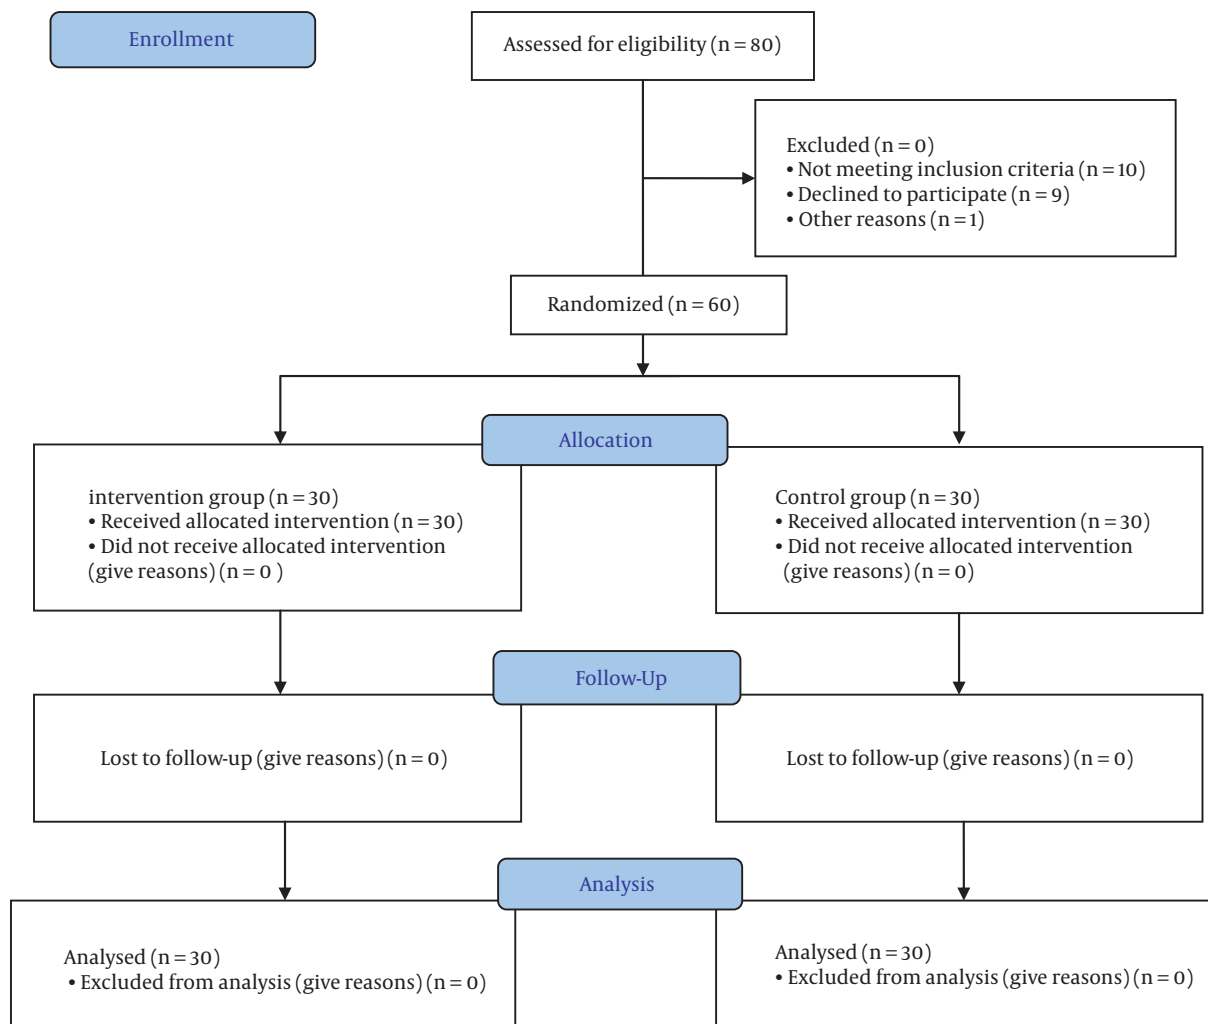 Enrollment
Assessed for eligibility (n = 80)
Excluded (n = 0)
• Not meeting inclusion criteria (n = 10)
• Declined to participate (n = 9)
• Other reasons (n = 1)
Randomized (n = 60)
Allocation
intervention group (n = 30)
• Received allocated intervention (n = 30)
• Did not receive allocated intervention
(give reasons) (n = 0 )
Control group (n = 30)
• Received allocated intervention (n = 30)
• Did not receive allocated intervention
(give reasons) (n = 0)
Follow-Up
Lost to follow-up (give reasons) (n = 0)
Lost to follow-up (give reasons) (n = 0)
Analysis
Analysed (n = 30)
• Excluded from analysis (give reasons) (n = 0)
Analysed (n = 30)
• Excluded from analysis (give reasons) (n = 0)